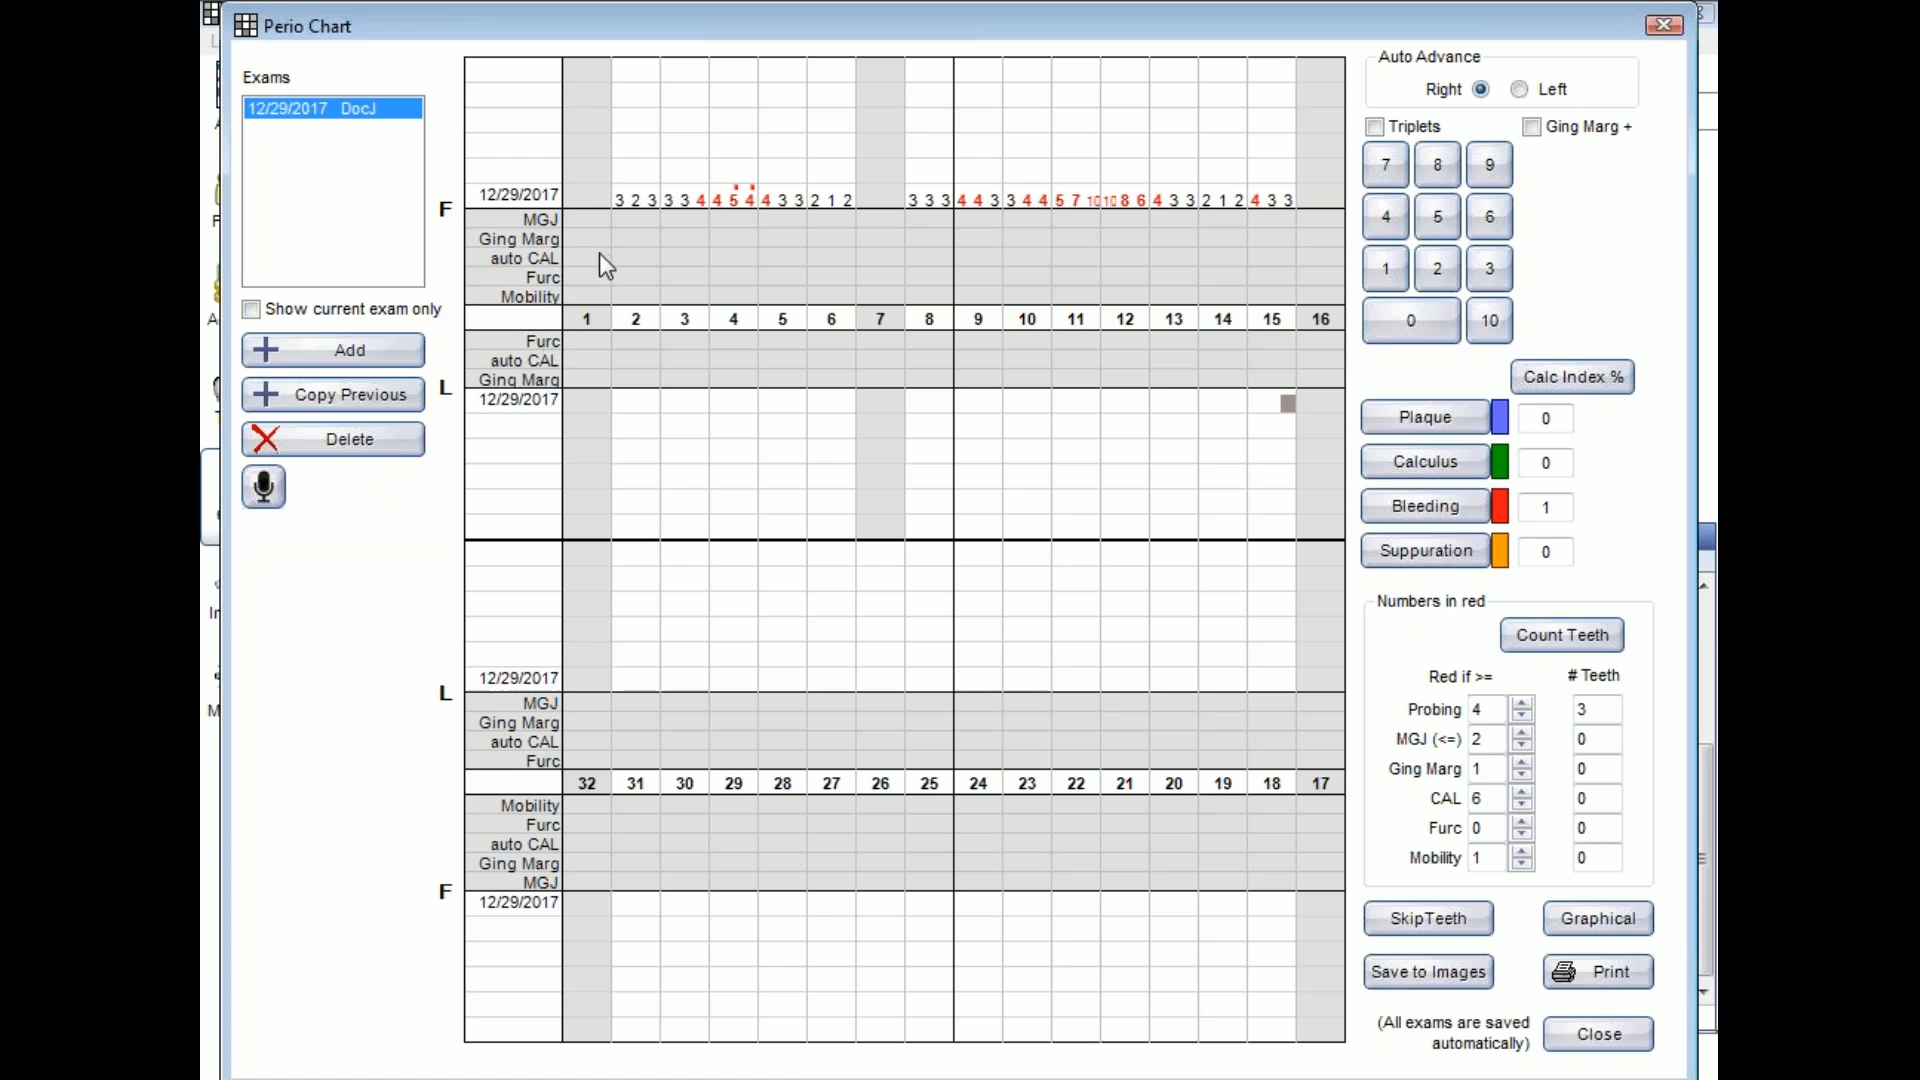 Perio Chart
Exams
12/29/2017 DocJ
Show current exam only
Add
Copy Previous
Delete
F
12/29/2017 3 2 3 3 3 4 4 5 4 4 3 3 2 1 2 3 3 3 4 4 3 3 4 4 5 7 10 10 8 6 4 3 3 2 1 2 4 3 3
MGJ
Ging Marg
auto CAL
Furc
Mobility
1 2 3 4 5 6 7 8 9 10 11 12 13 14 15 16
Furc
auto CAL
Ging Marg
L
12/29/2017
12/29/2017
L
MGJ
Ging Marg
auto CAL
Furc
32 31 30 29 28 27 26 25 24 23 22 21 20 19 18 17
Mobility
Furc
auto CAL
Ging Marg
MGJ
F
12/29/2017
Auto Advance
Right Left
Triplets Ging Marg +
7 8 9
4 5 6
1 2 3
0 10
Calc Index %
Plaque 0
Calculus 0
Bleeding 1
Suppuration 0
Numbers in red
Count Teeth
Red if >= # Teeth
Probing 4 3
MGJ (<=) 2 0
Ging Marg 1 0
CAL 6 0
Furc 0 0
Mobility 1 0
SkipTeeth Graphical
Save to Images Print
(All exams are saved
automatically) Close